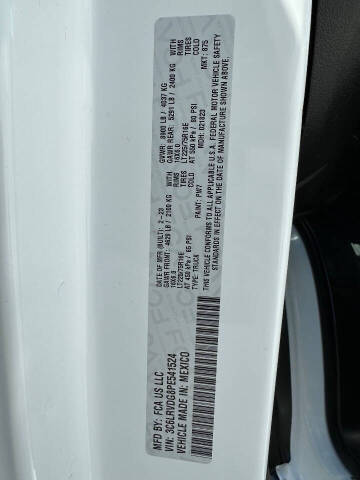 MFD BY: FCA US LLC
VIN: 3C6LRVDG8PE541524
VEHICLE MADE IN: MEXICO
DATE OF MFR (BUILT): 2-23
GAWR FRONT: 4629 LB / 2100 KG
16X6.0
LT225/75R16E
AT 450 kPa / 65 PSI
TYPE: TRUCK
GVWR: 8900 LB / 4037 KG
GAWR REAR: 5291 LB / 2400 KG
16X6.0
LT225/75R16E
AT 550 kPa / 80 PSI
MDH: 021623
PAINT: PW7
WITH
RIMS
TIRES
COLD
WITH
RIMS
TIRES
COLD
MKT: 875
THIS VEHICLE CONFORMS TO ALL APPLICABLE U.S.A. FEDERAL MOTOR VEHICLE SAFETY
STANDARDS IN EFFECT ON THE DATE OF MANUFACTURE SHOWN ABOVE.